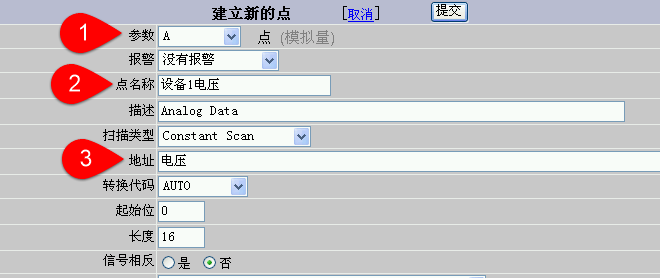 建立新的点 [取消] 提交
1 参数 A 点 (模拟量)
报警 没有报警
2 点名称 设备1电压
描述 Analog Data
扫描类型 Constant Scan
3 地址 电压
转换代码 AUTO
起始位 0
长度 16
信号相反 是 否